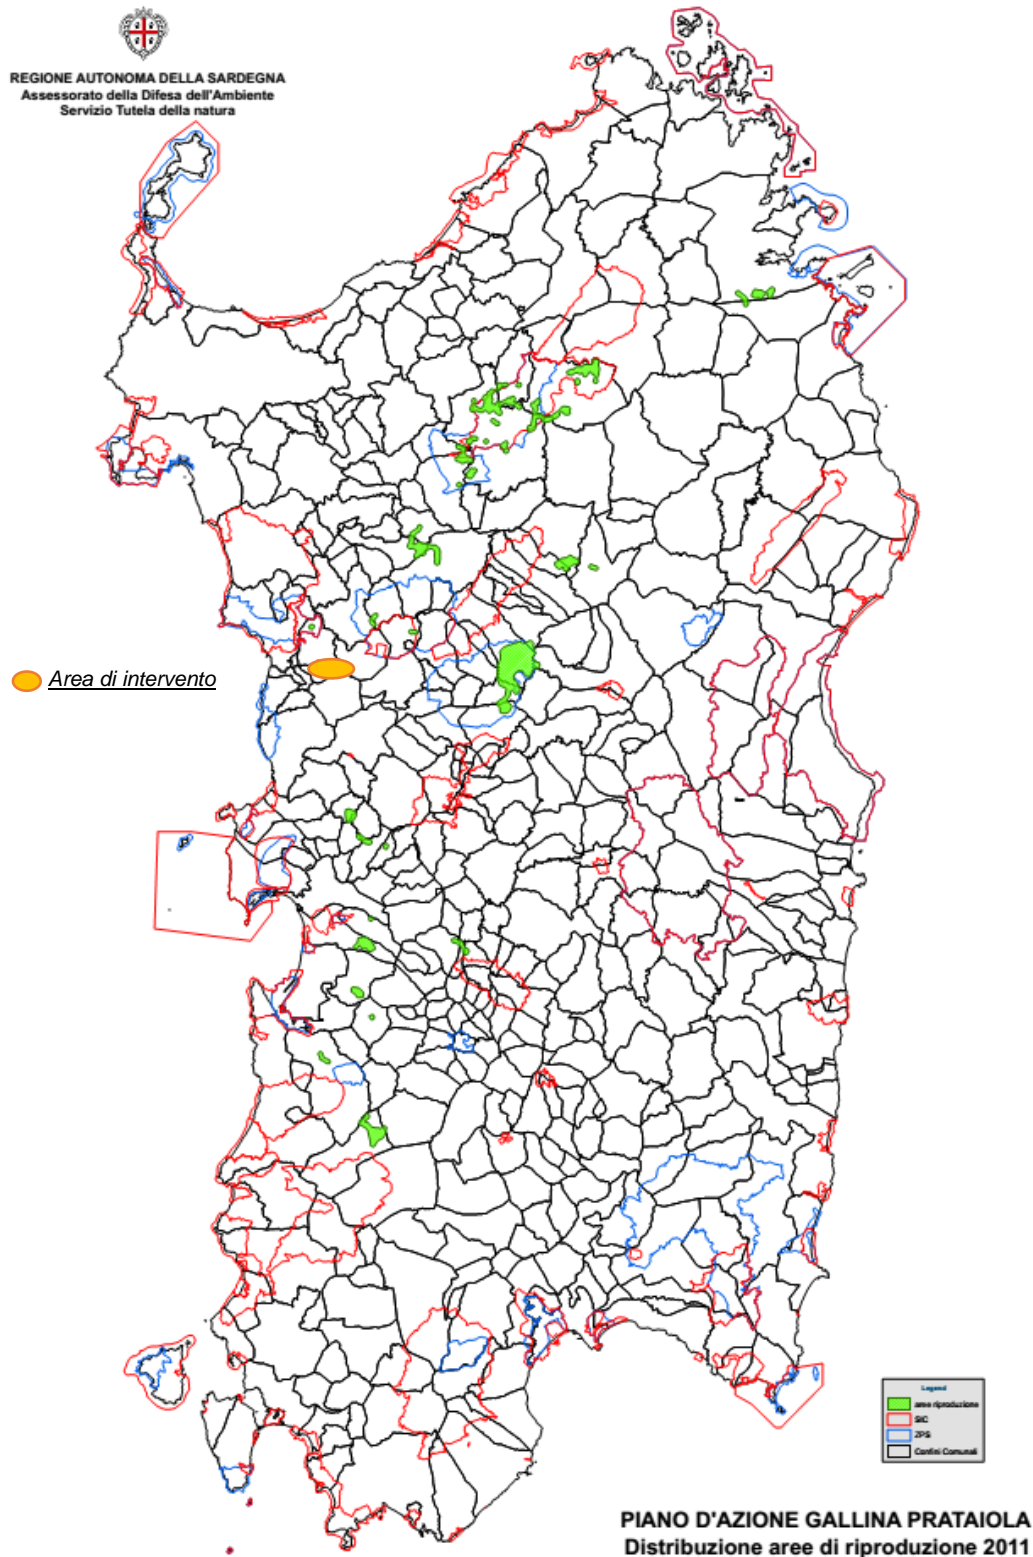 REGIONE AUTONOMA DELLA SARDEGNA
Assessorato della Difesa dell'Ambiente
Servizio Tutela della natura
Area di intervento
Legend
aree riproduzione
SIC
ZPS
Confini Comunali
PIANO D'AZIONE GALLINA PRATAIOLA
Distribuzione aree di riproduzione 2011